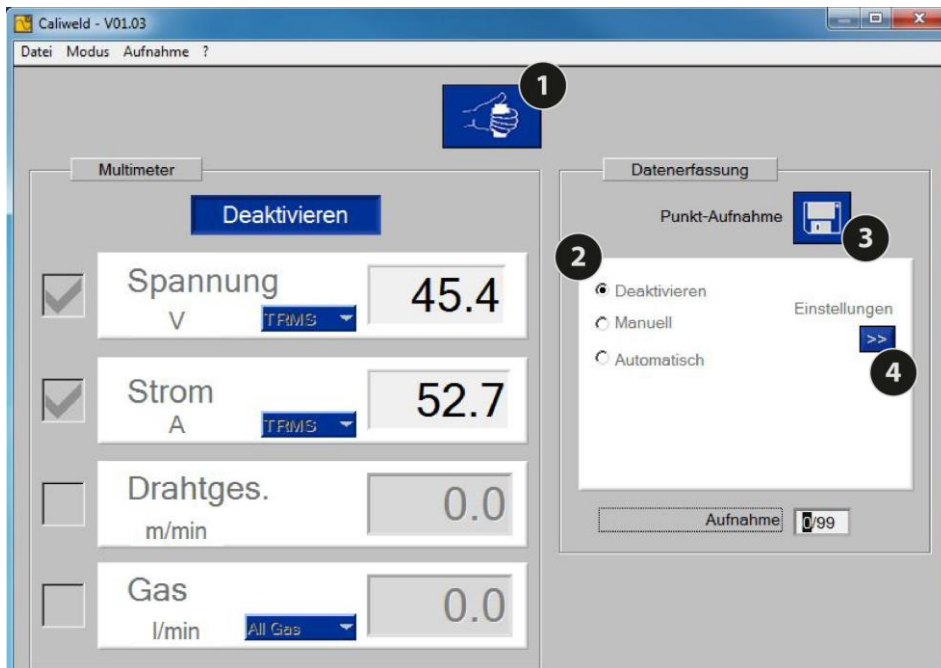 Caliweld - V01.03
Datei Modus Aufnahme ?
1
Multimeter
Deaktivieren
Spannung
V
TRMS
45.4
Strom
A
TRMS
52.7
Drahtges.
m/min
0.0
Gas
l/min
All Gas
0.0
Datenerfassung
Punkt-Aufnahme
3
2
Deaktivieren
Manuell
Automatisch
Einstellungen
>>
4
Aufnahme
0/99